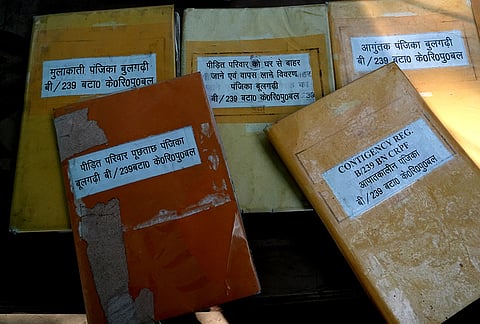 मुलाकाती पंजिका बुलगढ़ी
बी/239 बटा० के०रि०पु०बल
पीड़ित परिवार को घर से बाहर
जाने एवं वापस लाने विवरण
पंजिका बुलगढ़ी
बी/239 बटा० के०रि०पु०बल
आगुंतक पंजिका बुलगढ़ी
बी/239 बटा० के०रि०पु०बल
पीड़ित परिवार पूछताछ पंजिका
बुलगढ़ी बी/239बटा० के०रि०पु०बल
CONTIGENCY REG.
B/239 BN CRPF
आपातकालीन पंजिका
बी/239 बटा० के०रि०पु०बल